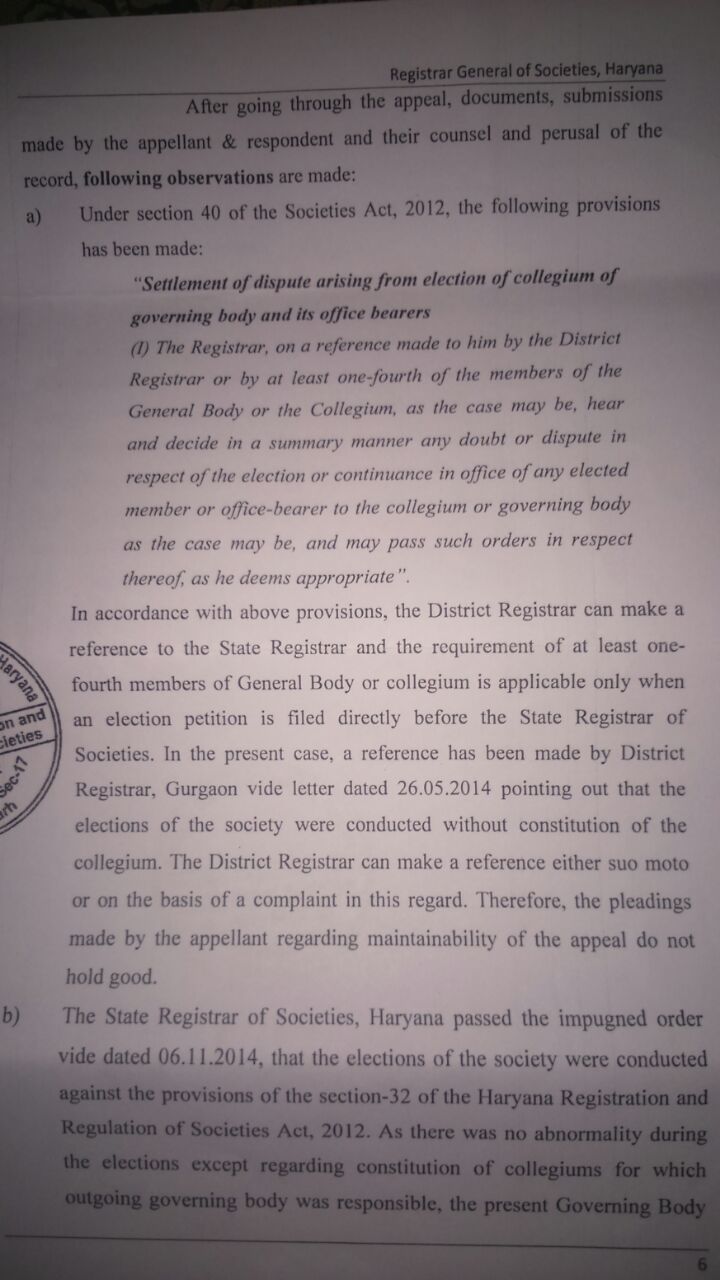 Registrar General of Societies, Haryana
After going through the appeal, documents, submissions
made by the appellant & respondent and their counsel and perusal of the
record, following observations are made:
a) Under section 40 of the Societies Act, 2012, the following provisions
has been made:
"Settlement of dispute arising from election of collegium of
governing body and its office bearers
(I) The Registrar, on a reference made to him by the District
Registrar or by at least one-fourth of the members of the
General Body or the Collegium, as the case may be, hear
and decide in a summary manner any doubt or dispute in
respect of the election or continuance in office of any elected
member or office-bearer to the collegium or governing body
as the case may be, and may pass such orders in respect
thereof, as he deems appropriate".
In accordance with above provisions, the District Registrar can make a
reference to the State Registrar and the requirement of at least one-
fourth members of General Body or collegium is applicable only when
an election petition is filed directly before the State Registrar of
Societies. In the present case, a reference has been made by District
Registrar, Gurgaon vide letter dated 26.05.2014 pointing out that the
elections of the society were conducted without constitution of the
collegium. The District Registrar can make a reference either suo moto
or on the basis of a complaint in this regard. Therefore, the pleadings
made by the appellant regarding maintainability of the appeal do not
hold good.
Haryana
on and
cieties
Sec-17
arh
b) The State Registrar of Societies, Haryana passed the impugned order
vide dated 06.11.2014, that the elections of the society were conducted
against the provisions of the section-32 of the Haryana Registration and
Regulation of Societies Act, 2012. As there was no abnormality during
the elections except regarding constitution of collegiums for which
outgoing governing body was responsible, the present Governing Body
6